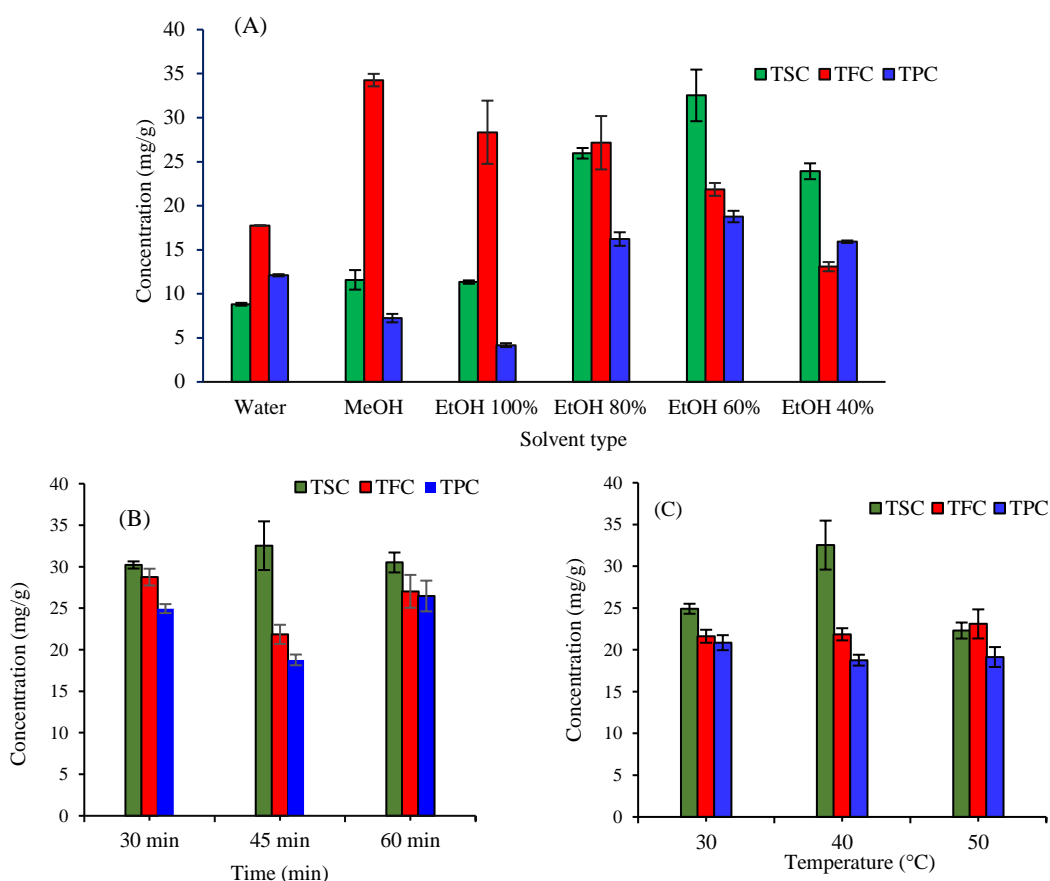 (A)
TSC TFC TPC
Concentration (mg/g)
40
35
30
25
20
15
10
5
0
Water MeOH EtOH 100% EtOH 80% EtOH 60% EtOH 40%
Solvent type
(B)
TSC TFC TPC
Concentration (mg/g)
40
35
30
25
20
15
10
5
0
30 min 45 min 60 min
Time (min)
(C)
TSC TFC TPC
Concentration (mg/g)
40
35
30
25
20
15
10
5
0
30 40 50
Temperature (°C)